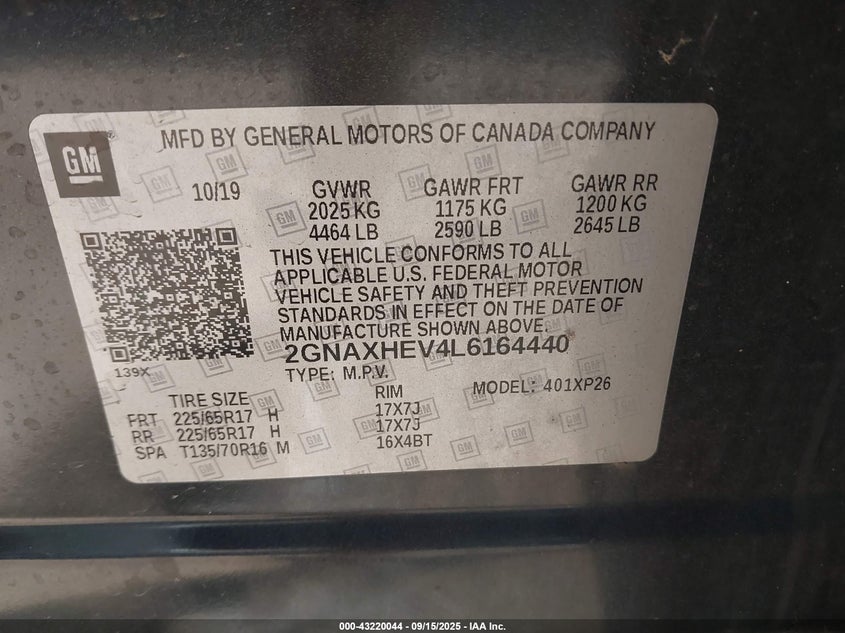 GM
MFD BY GENERAL MOTORS OF CANADA COMPANY
10/19 GVWR GAWR FRT GAWR RR
2025 KG 1175 KG 1200 KG
4464 LB 2590 LB 2645 LB
THIS VEHICLE CONFORMS TO ALL
APPLICABLE U.S. FEDERAL MOTOR
VEHICLE SAFETY AND THEFT PREVENTION
STANDARDS IN EFFECT ON THE DATE OF
MANUFACTURE SHOWN ABOVE.
2GNAXHEV4L6164440
139X
TYPE: M.P.V. MODEL: 401XP26
TIRE SIZE RIM
FRT 225/65R17 H 17X7J
RR 225/65R17 H 17X7J
SPA T135/70R16 M 16X4BT
000-43220044 - 09/15/2025 - IAA Inc.